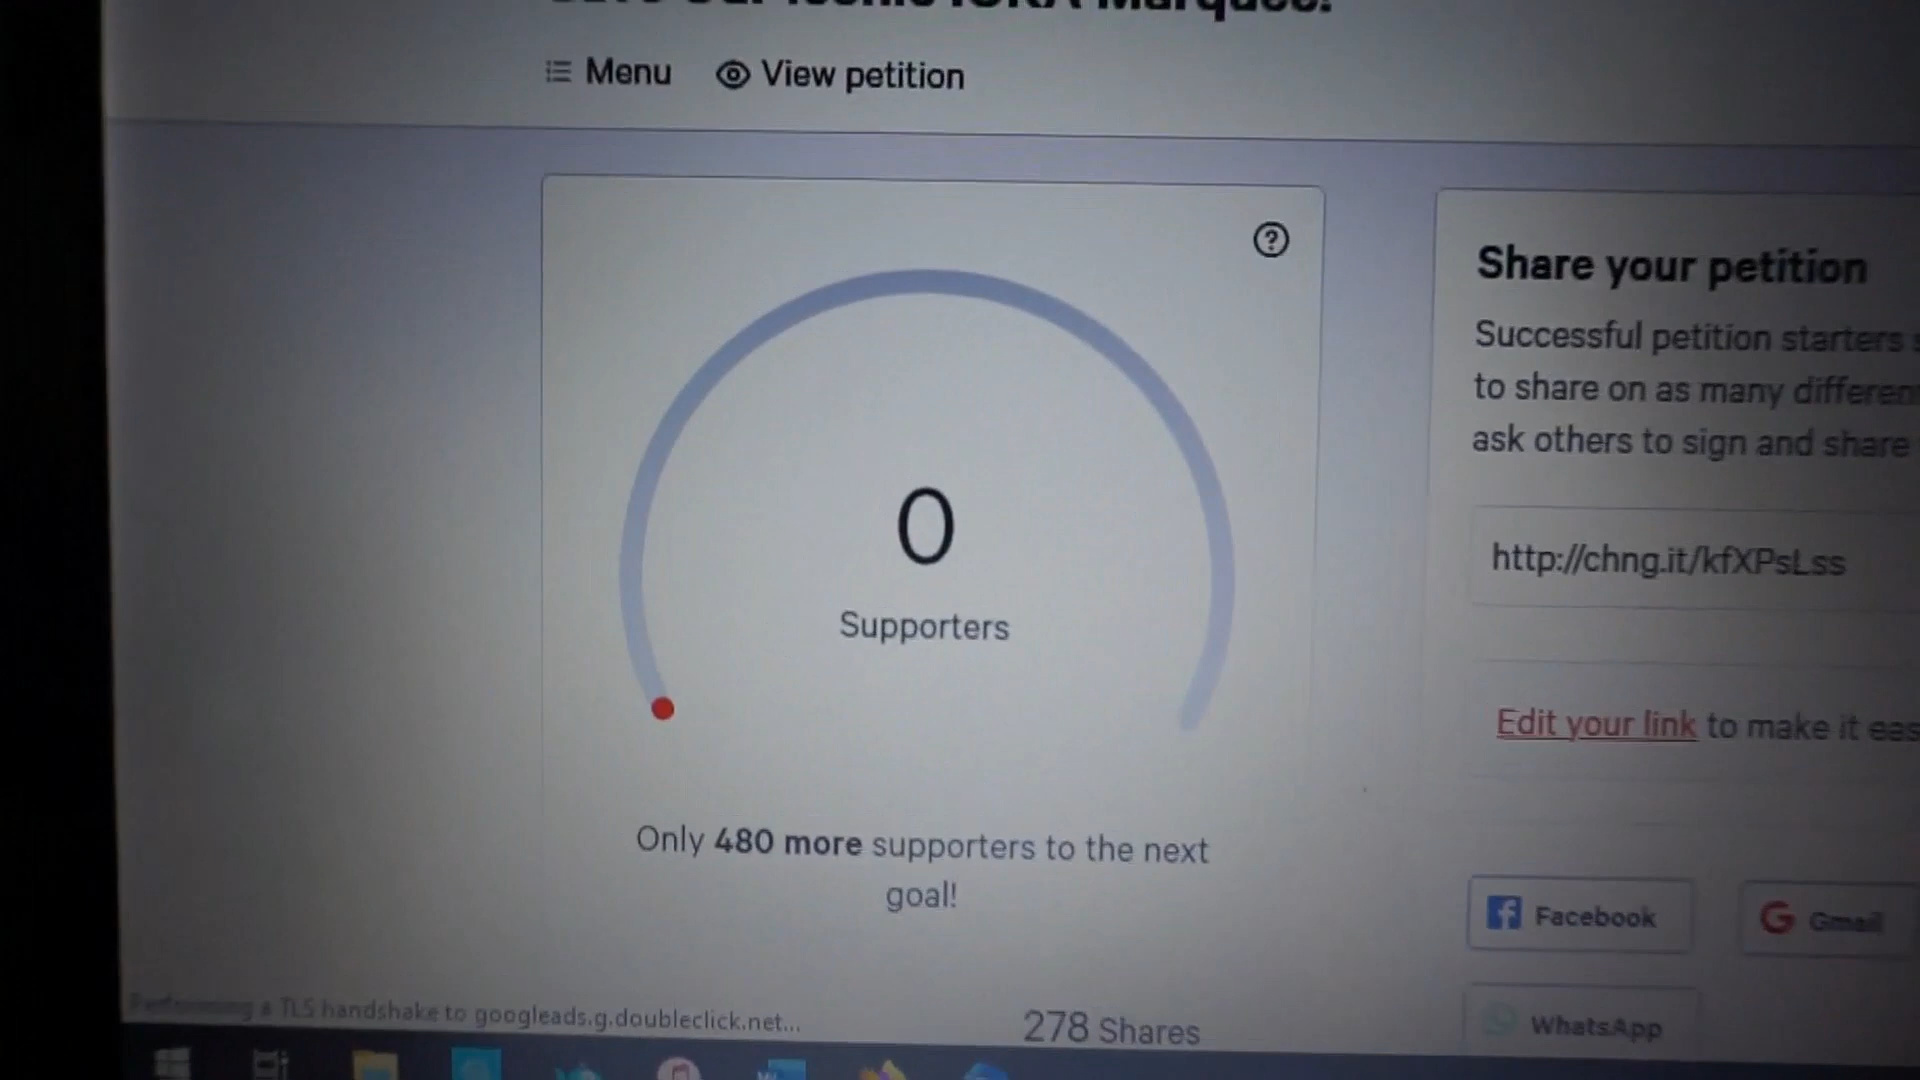 Menu View petition
0
Supporters
Only 480 more supporters to the next
goal!
278 Shares
Share your petition
Successful petition starters
to share on as many different
ask others to sign and share
http://chng.it/kfXPsLss
Edit your link to make it eas
Facebook Gmail
WhatsApp
Performing a TLS handshake to googleads.g.doubleclick.net...